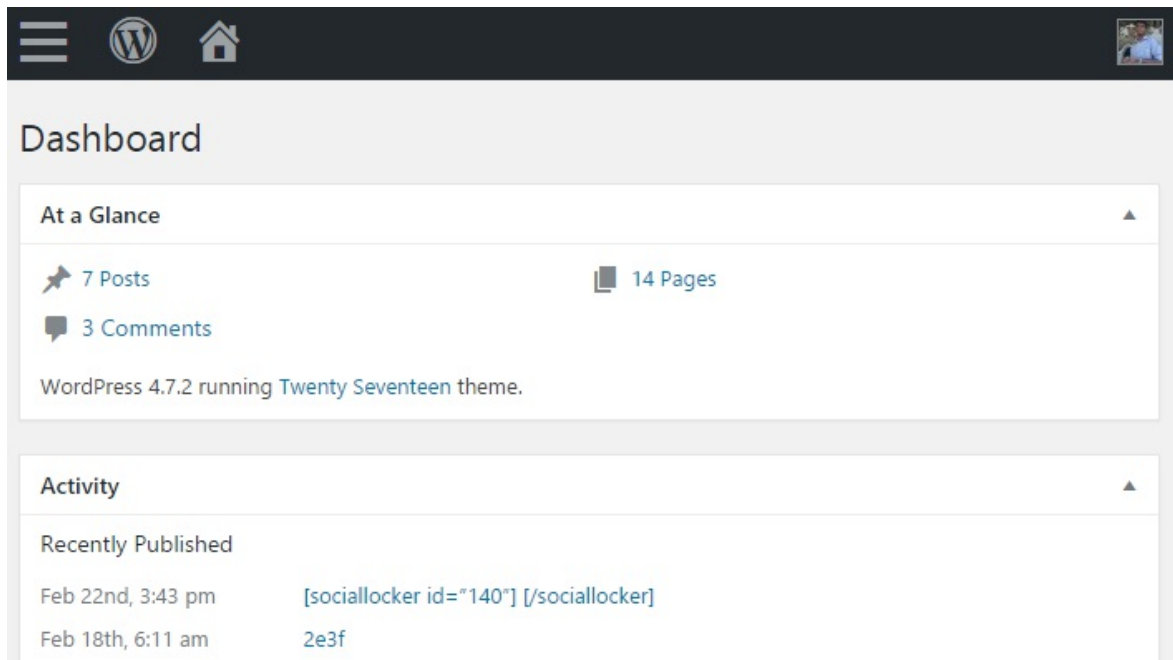 Dashboard
At a Glance
7 Posts
14 Pages
3 Comments
WordPress 4.7.2 running Twenty Seventeen theme.
Activity
Recently Published
Feb 22nd, 3:43 pm [sociallocker id=″140″] [/sociallocker]
Feb 18th, 6:11 am 2e3f